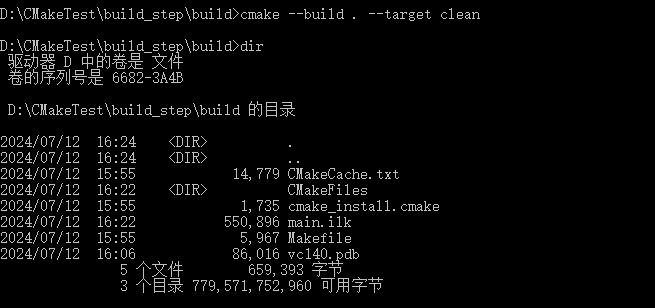 D:\CMakeTest\build_step\build>cmake --build . --target clean
D:\CMakeTest\build_step\build>dir
驱动器 D 中的卷是 文件
卷的序列号是 6682-3A4B
D:\CMakeTest\build_step\build 的目录
2024/07/12 16:24 <DIR> .
2024/07/12 16:24 <DIR> ..
2024/07/12 15:55 14,779 CMakeCache.txt
2024/07/12 16:22 <DIR> CMakeFiles
2024/07/12 15:55 1,735 cmake_install.cmake
2024/07/12 16:22 550,896 main.ilk
2024/07/12 15:55 5,967 Makefile
2024/07/12 16:06 86,016 vc140.pdb
5 个文件 659,393 字节
3 个目录 779,571,752,960 可用字节